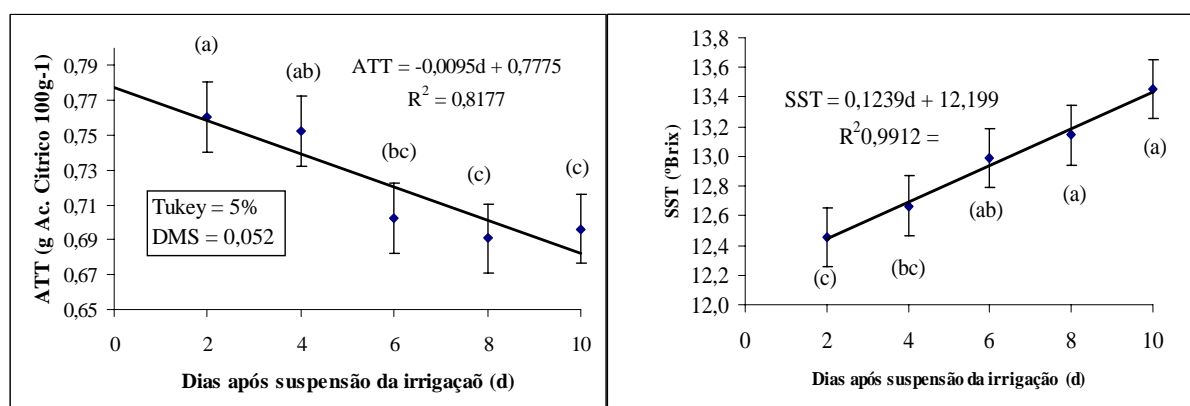 ATT (g Ac. Citrico 100g-1)
0,79
0,77
0,75
0,73
0,71
0,69
0,67
0,65
(a)
(ab)
(bc)
(c)
(c)
ATT = -0,0095d + 0,7775
R² = 0,8177
Tukey = 5%
DMS = 0,052
0 2 4 6 8 10
Dias após suspensão da irrigaçaõ (d)
SST (ºBrix)
13,8
13,6
13,4
13,2
13,0
12,8
12,6
12,4
12,2
12,0
SST = 0,1239d + 12,199
R²0,9912 =
(c)
(bc)
(ab)
(a)
(a)
0 2 4 6 8 10
Dias após suspensão da irrigação (d)